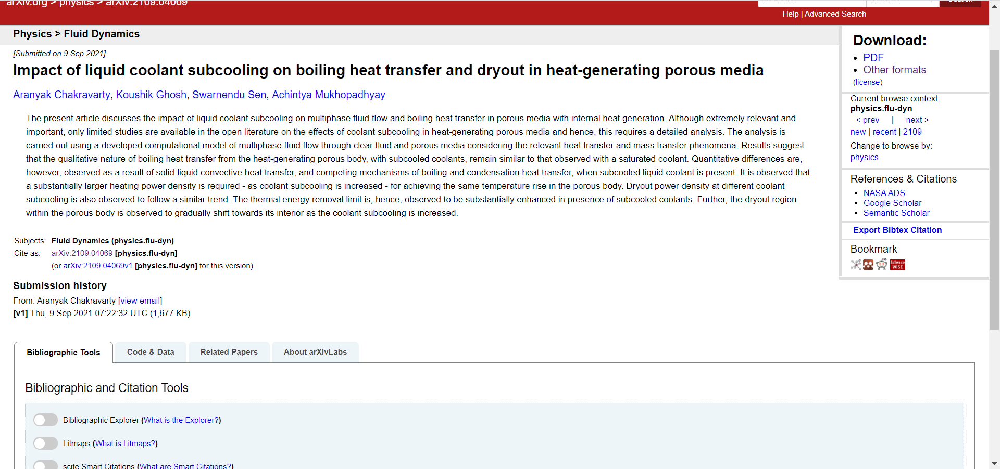 arXiv.org > physics > arXiv:2109.04069
Help | Advanced Search
Physics > Fluid Dynamics
[Submitted on 9 Sep 2021]
Impact of liquid coolant subcooling on boiling heat transfer and dryout in heat-generating porous media
Aranyak Chakravarty, Koushik Ghosh, Swarnendu Sen, Achintya Mukhopadhyay
The present article discusses the impact of liquid coolant subcooling on multiphase fluid flow and boiling heat transfer in porous media with internal heat generation. Although extremely relevant and
important, only limited studies are available in the open literature on the effects of coolant subcooling in heat-generating porous media and hence, this requires a detailed analysis. The analysis is
carried out using a developed computational model of multiphase fluid flow through clear fluid and porous media considering the relevant heat transfer and mass transfer phenomena. Results suggest
that the qualitative nature of boiling heat transfer from the heat-generating porous body, with subcooled coolants, remain similar to that observed with a saturated coolant. Quantitative differences are,
however, observed as a result of solid-liquid convective heat transfer, and competing mechanisms of boiling and condensation heat transfer, when subcooled liquid coolant is present. It is observed that
a substantially larger heating power density is required - as coolant subcooling is increased - for achieving the same temperature rise in the porous body. Dryout power density at different coolant
subcooling is also observed to follow a similar trend. The thermal energy removal limit is, hence, observed to be substantially enhanced in presence of subcooled coolants. Further, the dryout region
within the porous body is observed to gradually shift towards its interior as the coolant subcooling is increased.
Subjects: Fluid Dynamics (physics.flu-dyn)
Cite as: arXiv:2109.04069 [physics.flu-dyn]
(or arXiv:2109.04069v1 [physics.flu-dyn] for this version)
Submission history
From: Aranyak Chakravarty [view email]
[v1] Thu, 9 Sep 2021 07:22:32 UTC (1,677 KB)
Bibliographic Tools
Code & Data
Related Papers
About arXivLabs
Bibliographic and Citation Tools
Bibliographic Explorer (What is the Explorer?)
Litmaps (What is Litmaps?)
scite Smart Citations (What are Smart Citations?)
Download:
PDF
Other formats
(license)
Current browse context:
physics.flu-dyn
< prev | next >
new | recent | 2109
Change to browse by:
physics
References & Citations
NASA ADS
Google Scholar
Semantic Scholar
Export Bibtex Citation
Bookmark
Science
WISE